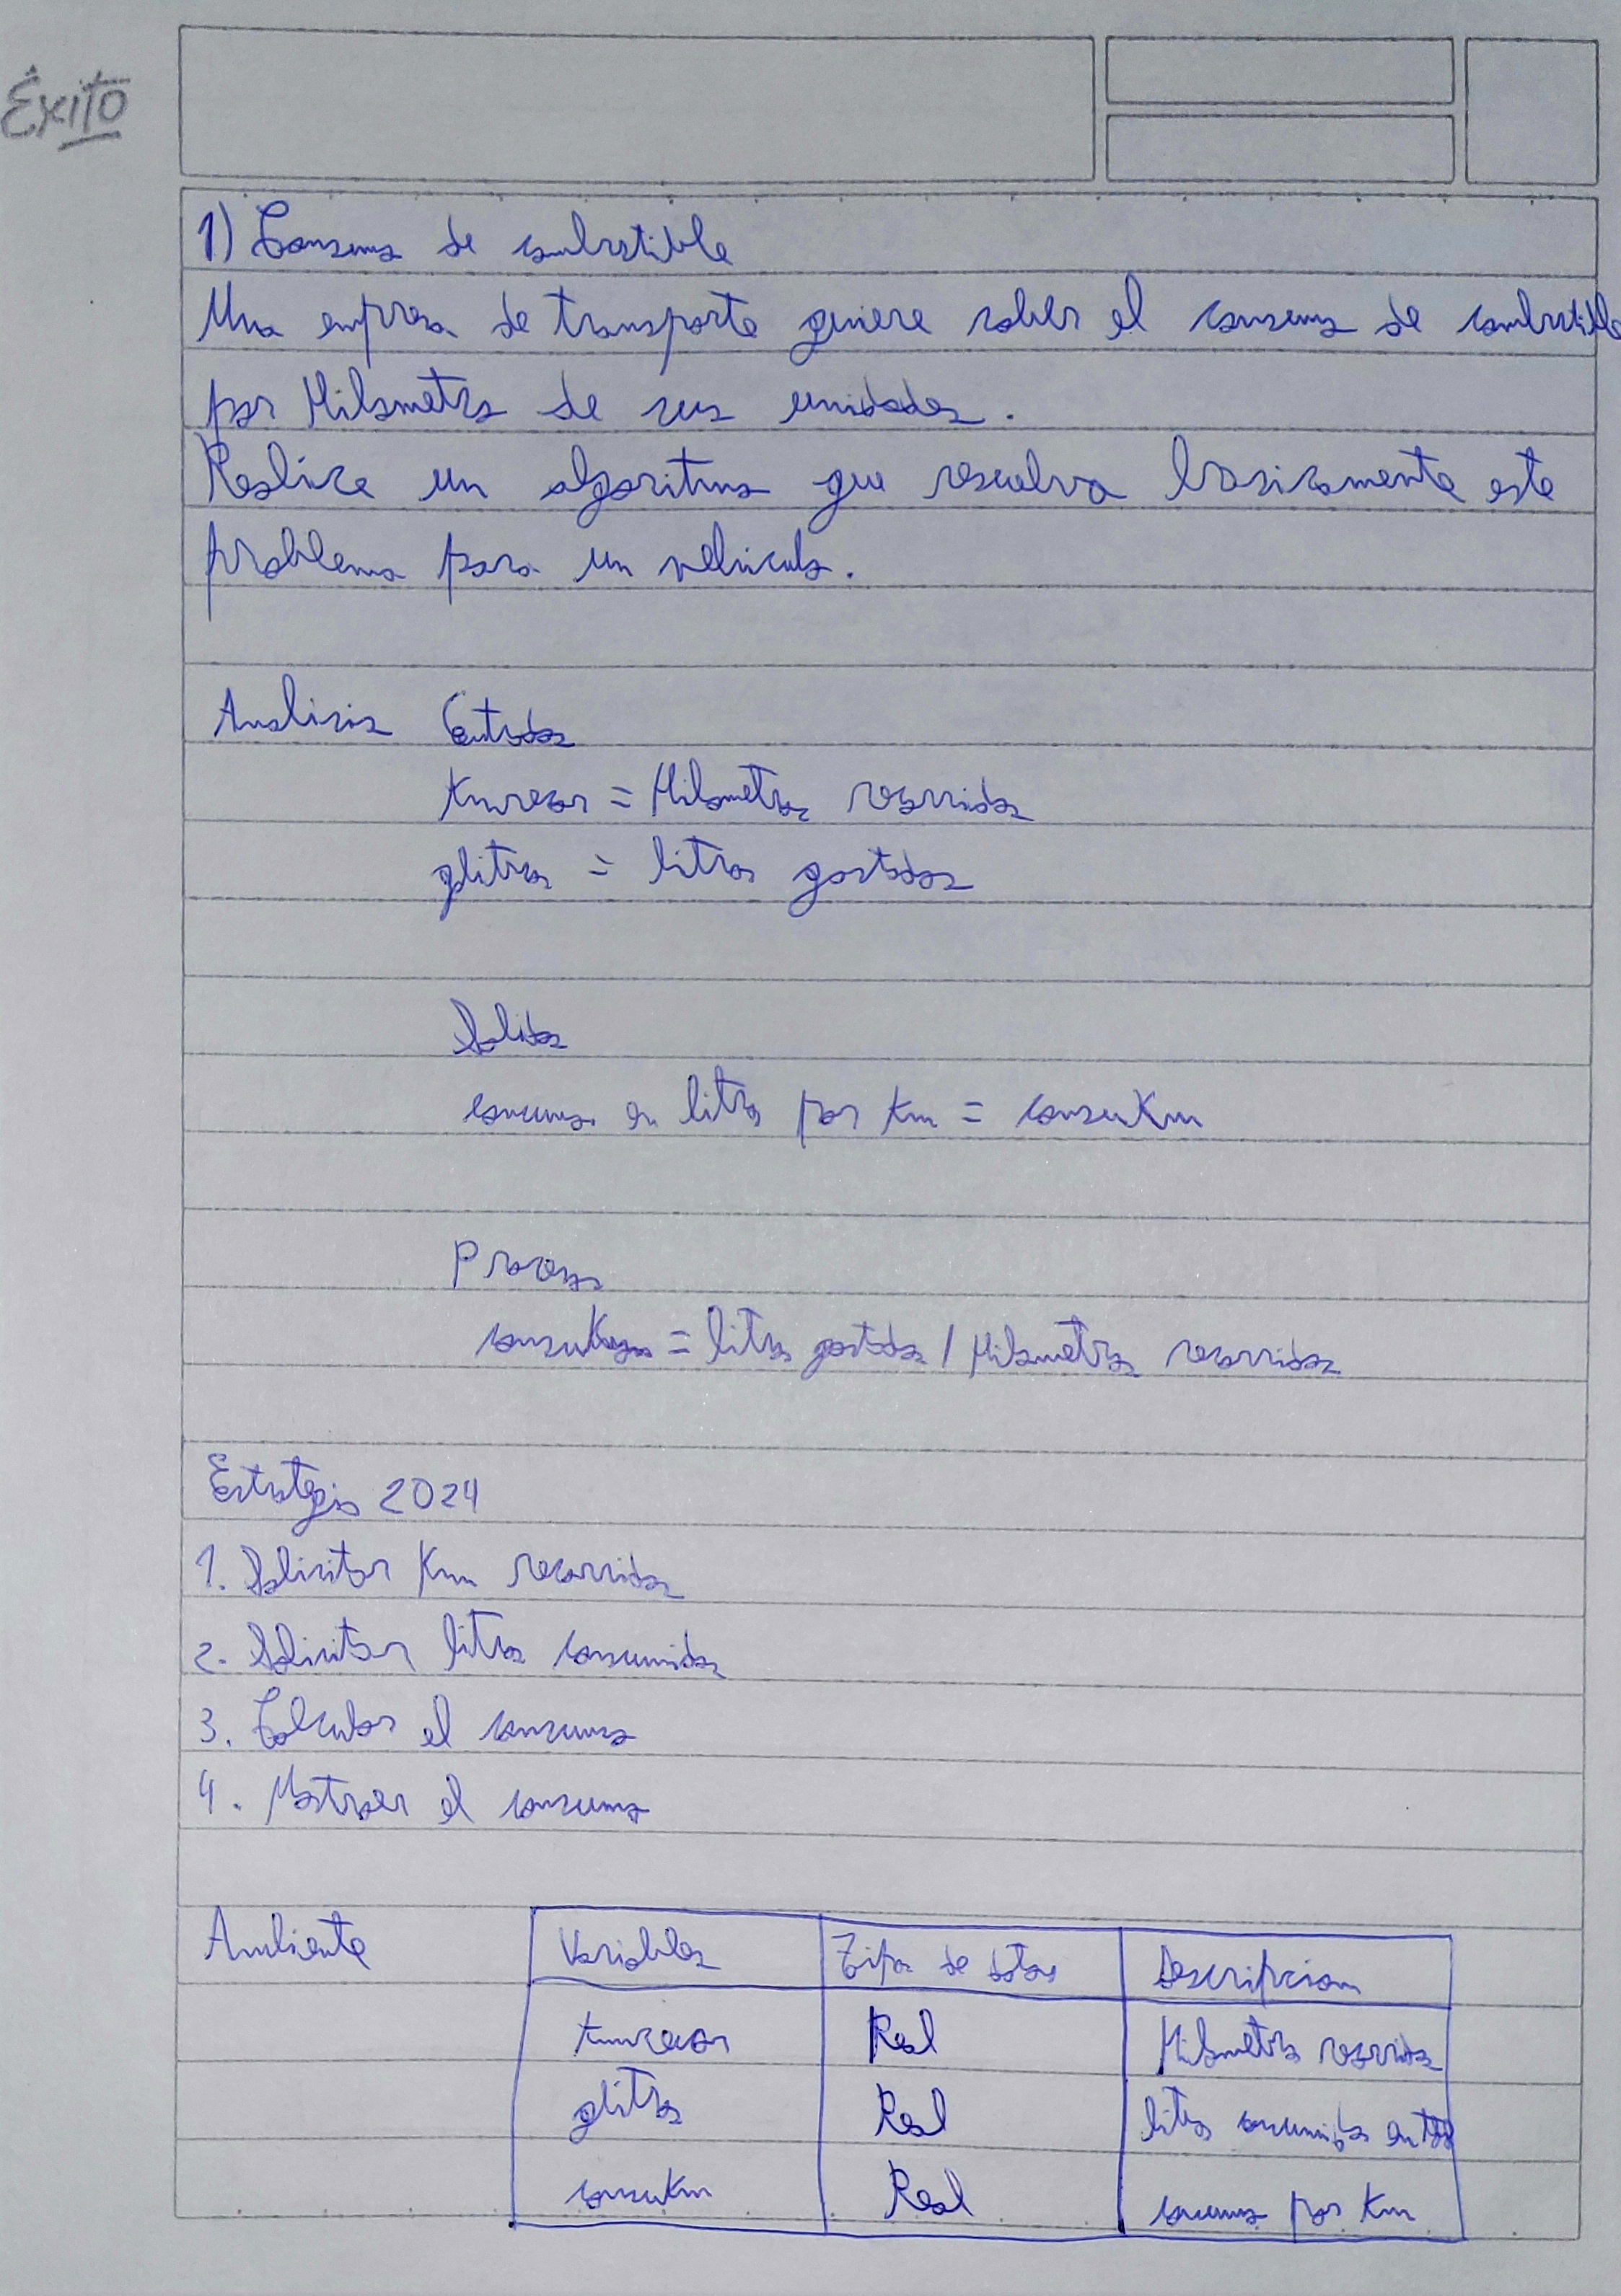 Éxito
1) Consumo de combustible
Una empresa de transporte quiere saber el consumo de combustible
por Kilometro de sus unidades.
Realice un algoritmo que resuelva basicamente este
problema para un vehiculo.
Analisis Entradas
kmrecor = Kilometros recorridos
glitros = litros gastados
Salidas
consumo en litros por km = consukm
Proceso
consukm = litros gastados / Kilometros recorridos
Estrategia 2024
1. Solicitar Km recorridos
2. Solicitar litros consumidos
3. Calcular el consumo
4. Mostrar el consumo
Ambiente Variables Tipo de datos Descripcion
kmrecor Real Kilometros recorridos
glitros Real litros consumidos
consukm Real consumo por Km